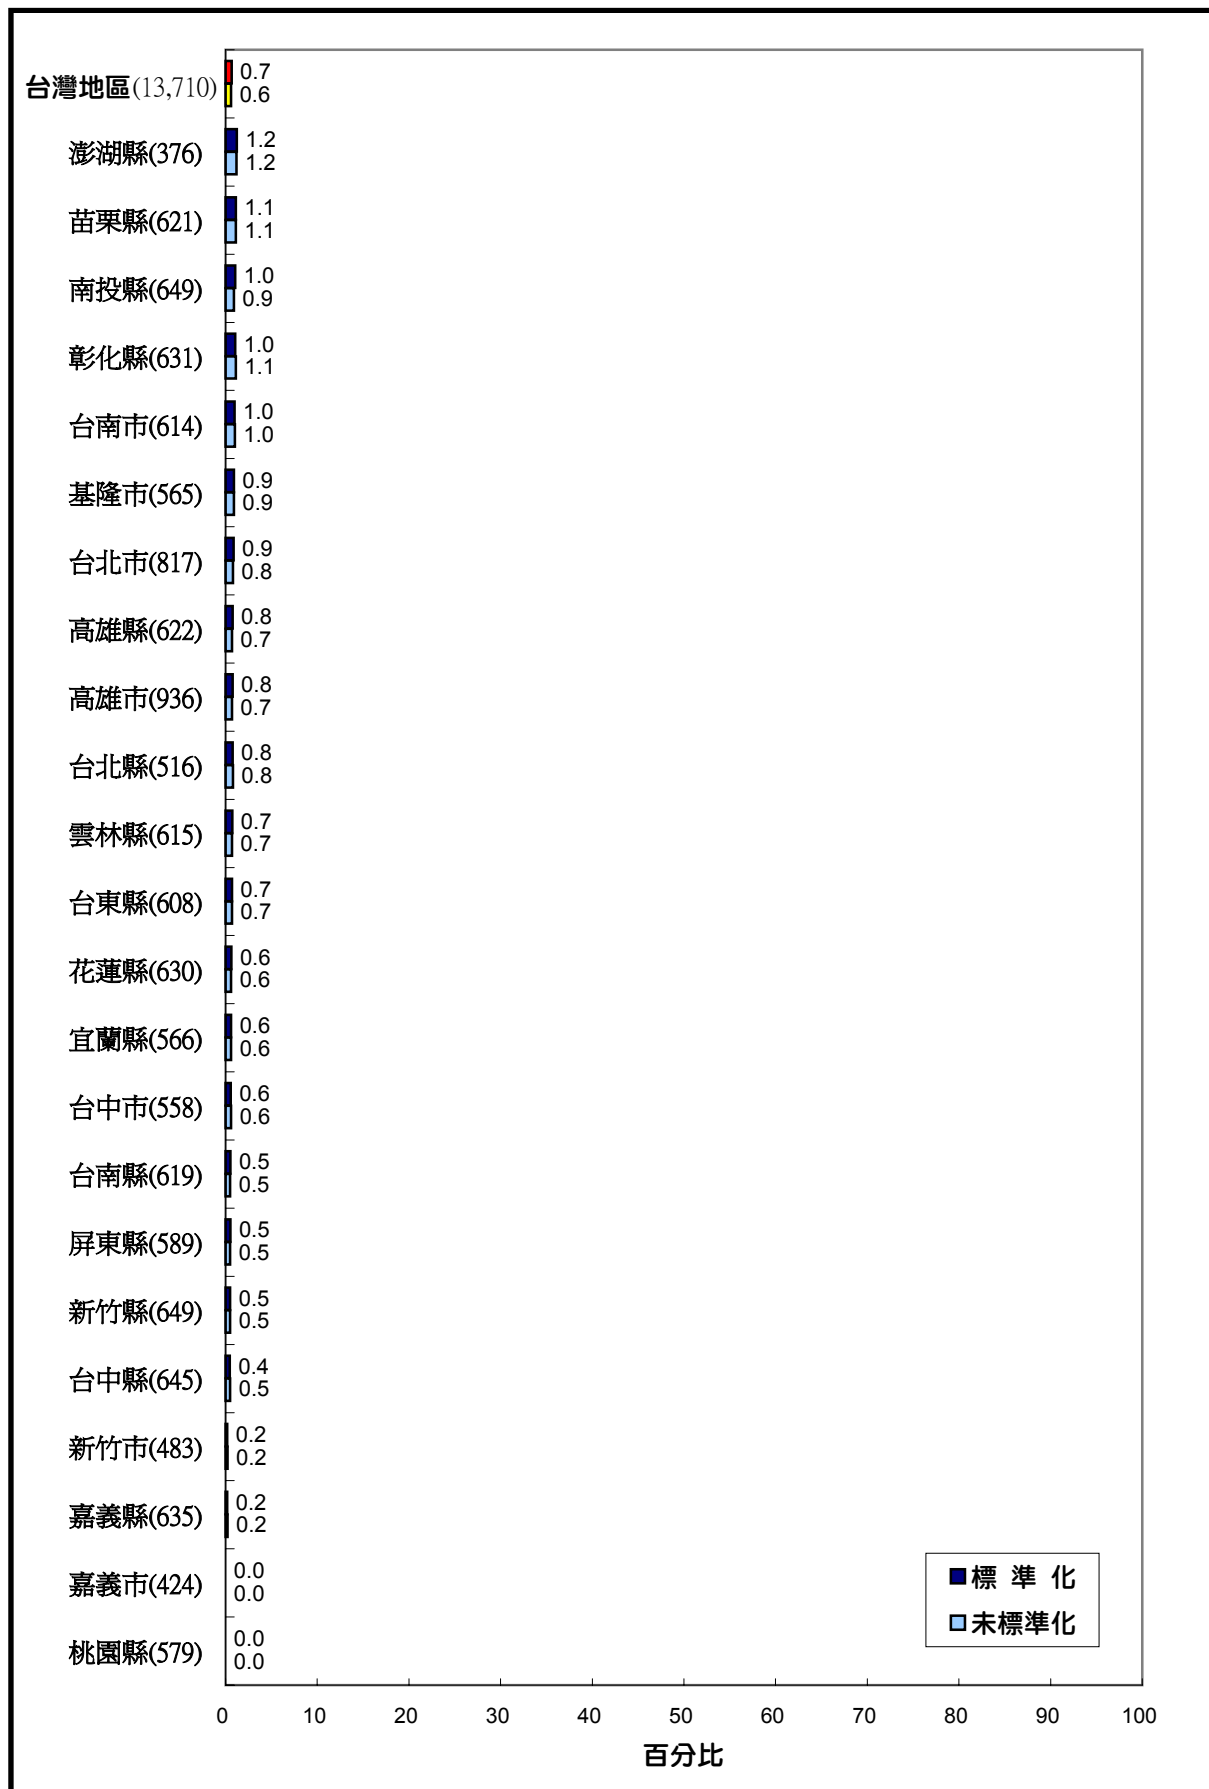 台灣地區(13,710) 0.7
0.6
澎湖縣(376) 1.2
1.2
苗栗縣(621) 1.1
1.1
南投縣(649) 1.0
0.9
彰化縣(631) 1.0
1.1
台南市(614) 1.0
1.0
基隆市(565) 0.9
0.9
台北市(817) 0.9
0.8
高雄縣(622) 0.8
0.7
高雄市(936) 0.8
0.7
台北縣(516) 0.8
0.8
雲林縣(615) 0.7
0.7
台東縣(608) 0.7
0.7
花蓮縣(630) 0.6
0.6
宜蘭縣(566) 0.6
0.6
台中市(558) 0.6
0.6
台南縣(619) 0.5
0.5
屏東縣(589) 0.5
0.5
新竹縣(649) 0.5
0.5
台中縣(645) 0.4
0.5
新竹市(483) 0.2
0.2
嘉義縣(635) 0.2
0.2
嘉義市(424) 0.0
0.0
桃園縣(579) 0.0
0.0
標 準 化
未標準化
0 10 20 30 40 50 60 70 80 90 100
百分比